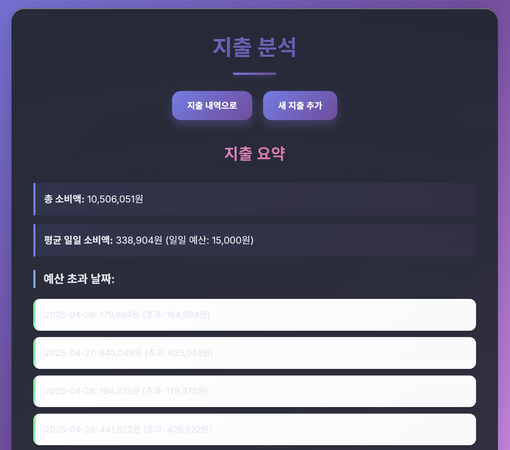 지출 분석
지출 내역으로
새 지출 추가
지출 요약
총 소비액: 10,506,051원
평균 일일 소비액: 338,904원 (일일 예산: 15,000원)
예산 초과 날짜:
2025-04-26: 179,894원 (초과: 164,894원)
2025-04-27: 640,049원 (초과: 625,049원)
2025-04-28: 194,373원 (초과: 179,373원)
2025-04-29: 441,622원 (초과: 426,622원)